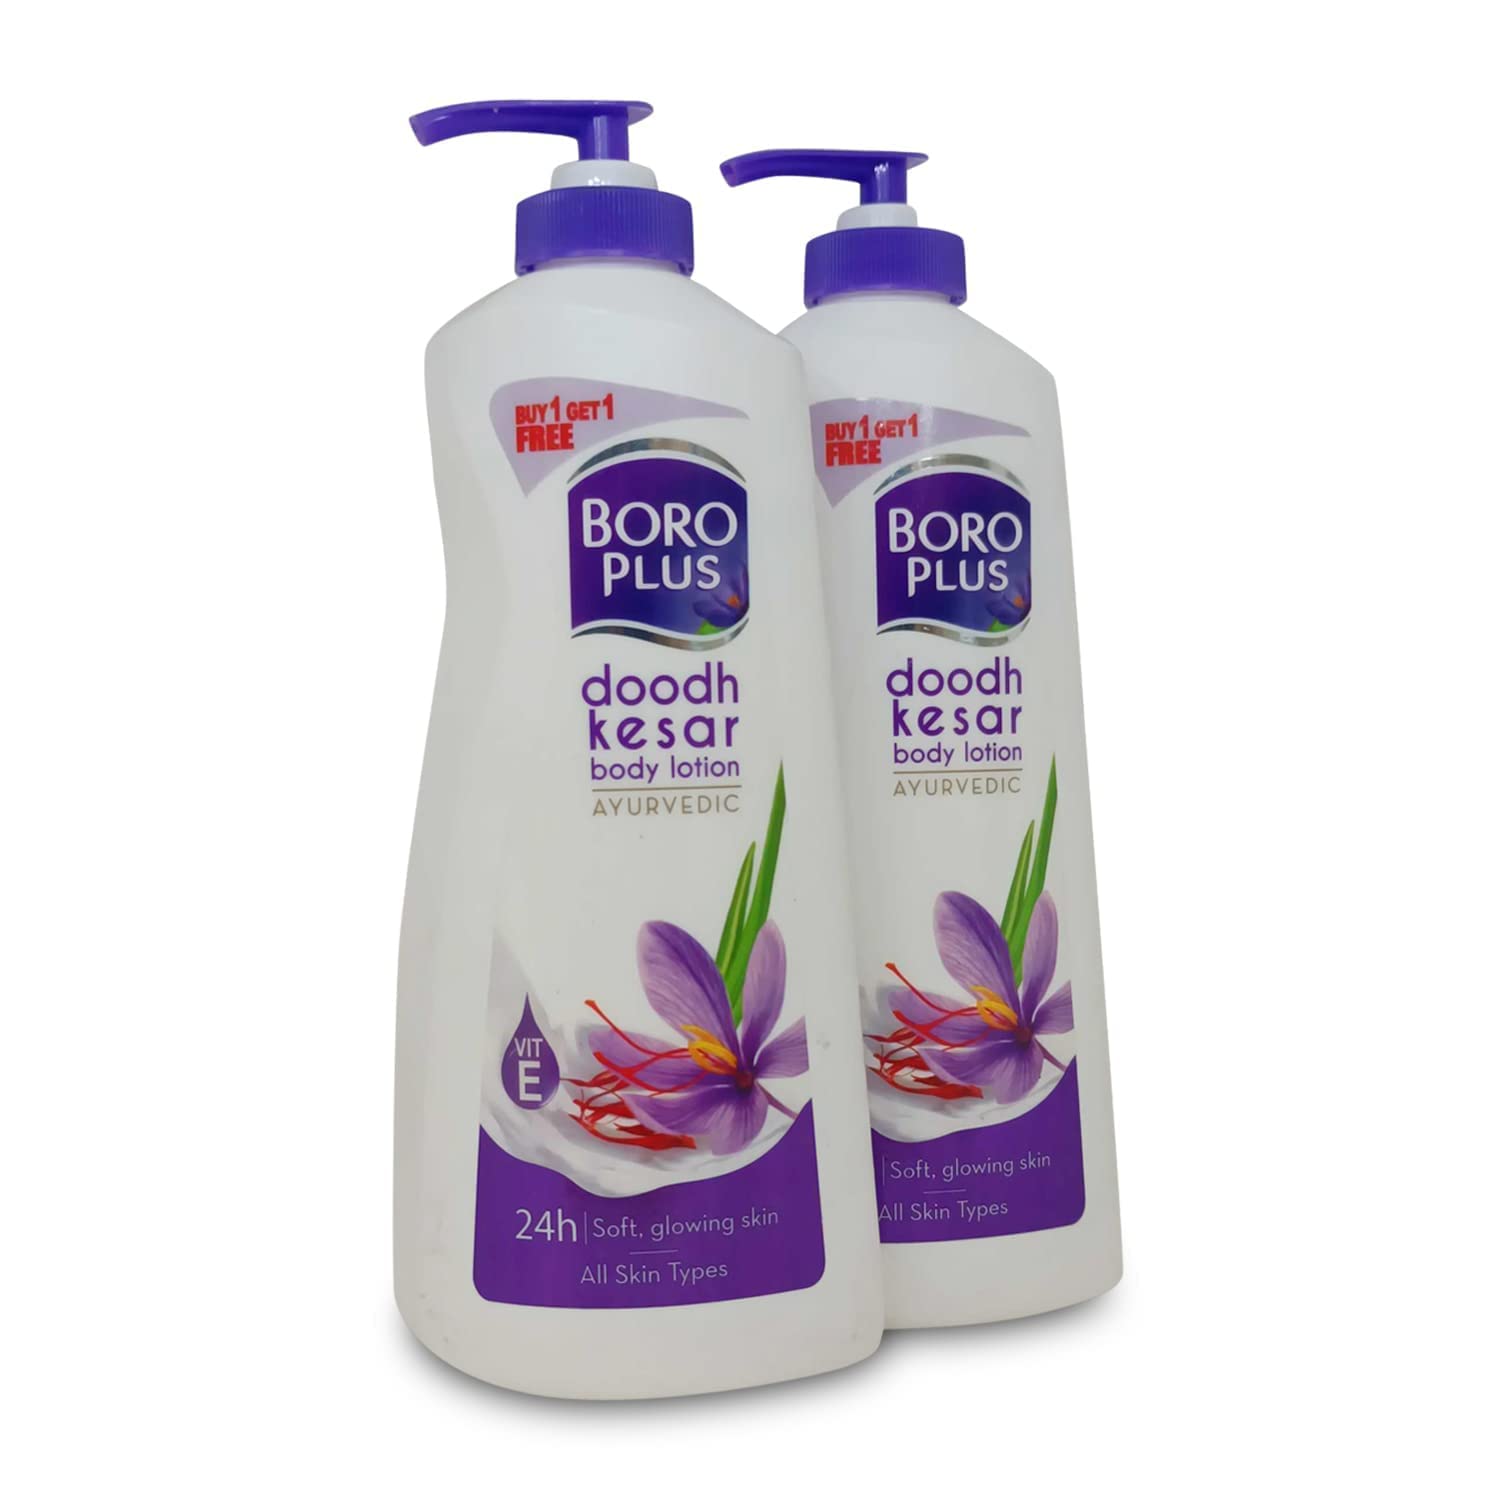 BUY 1 GET 1
FREE
BORO
PLUS
doodh
kesar
body lotion
AYURVEDIC
VIT
E
24h | Soft, glowing skin
All Skin Types
BUY 1 GET 1
FREE
BORO
PLUS
doodh
kesar
body lotion
AYURVEDIC
| Soft, glowing skin
All Skin Types